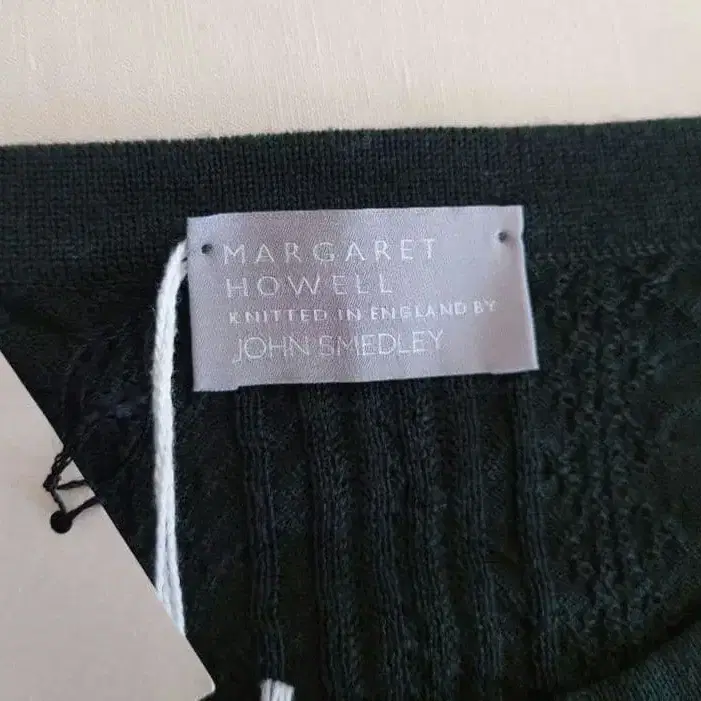 MARGARET
HOWELL
KNITTED IN ENGLAND BY
JOHN SMEDLEY